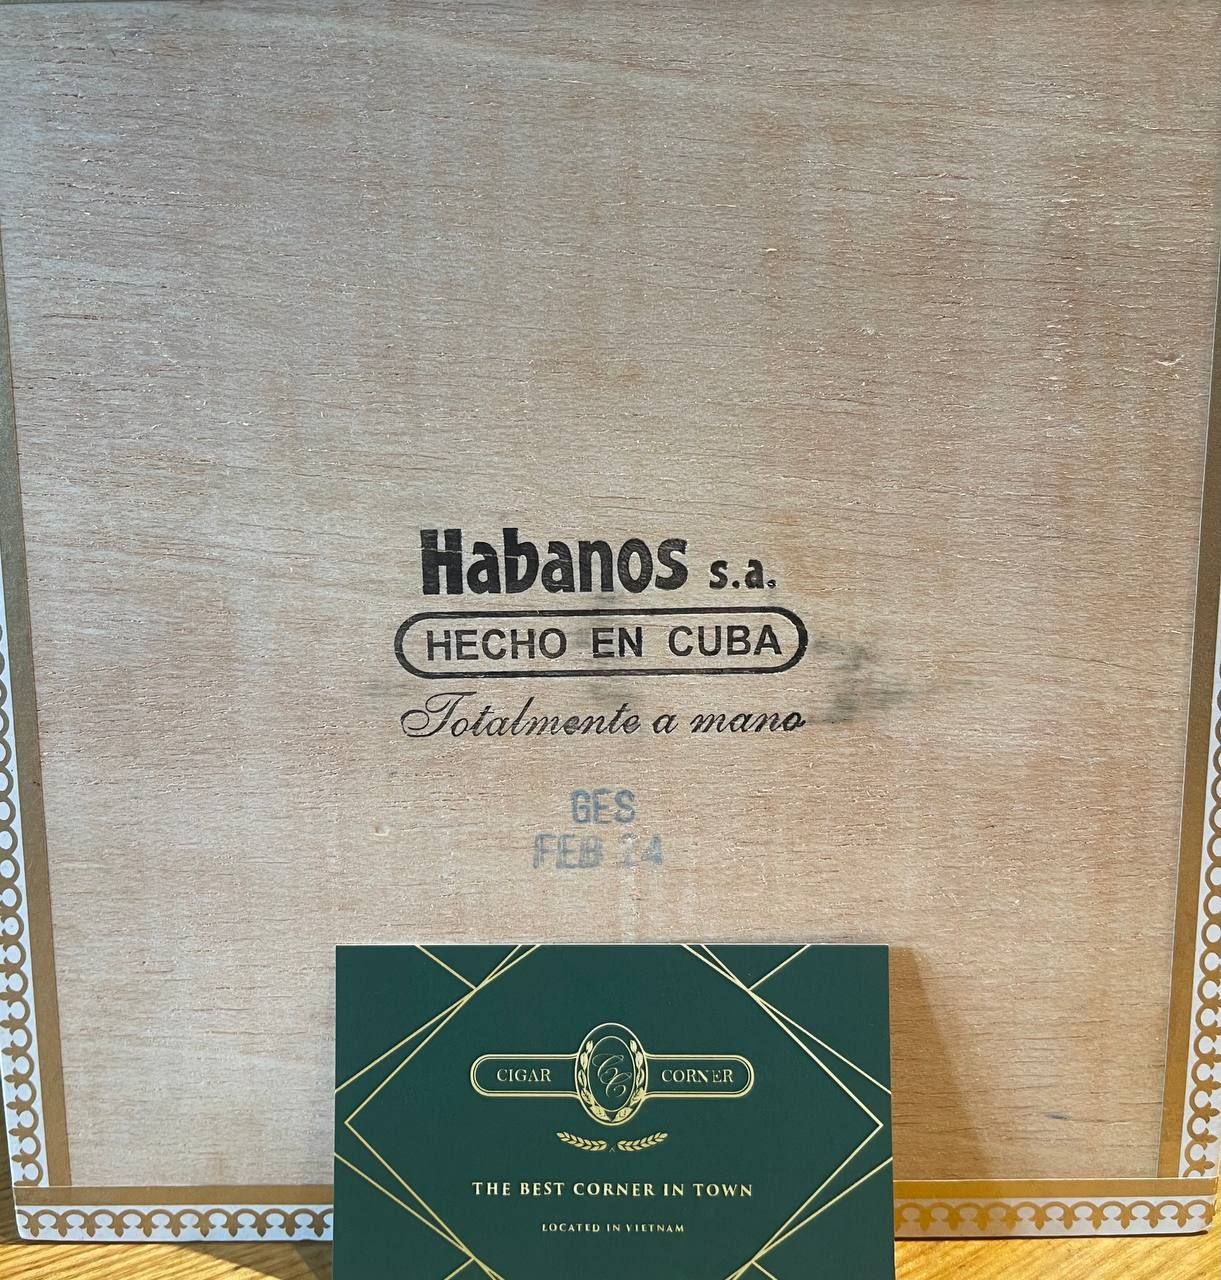 Habanos s.a.
HECHO EN CUBA
Totalmente a mano
GES
FEB 24
CIGAR CC CORNER
THE BEST CORNER IN TOWN
LOCATED IN VIETNAM